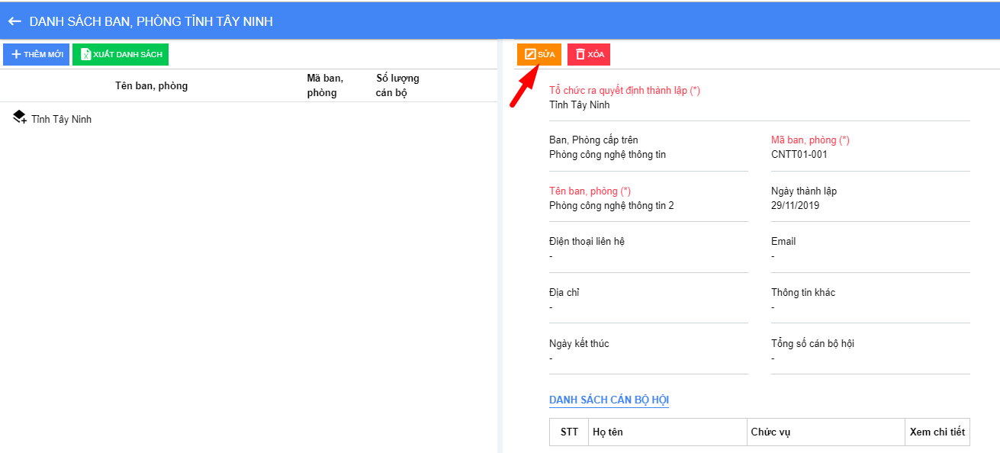 DANH SÁCH BAN, PHÒNG TỈNH TÂY NINH
THÊM MỚI XUẤT DANH SÁCH
Tên ban, phòng
Mã ban,
phòng
Số lượng
cán bộ
Tỉnh Tây Ninh
SỬA XÓA
Tổ chức ra quyết định thành lập (*)
Tỉnh Tây Ninh
Ban, Phòng cấp trên
Phòng công nghệ thông tin
Mã ban, phòng (*)
CNTT01-001
Tên ban, phòng (*)
Phòng công nghệ thông tin 2
Ngày thành lập
29/11/2019
Điện thoại liên hệ
-
Email
-
Địa chỉ
-
Thông tin khác
-
Ngày kết thúc
-
Tổng số cán bộ hội
-
DANH SÁCH CÁN BỘ HỘI
STT Họ tên Chức vụ Xem chi tiết